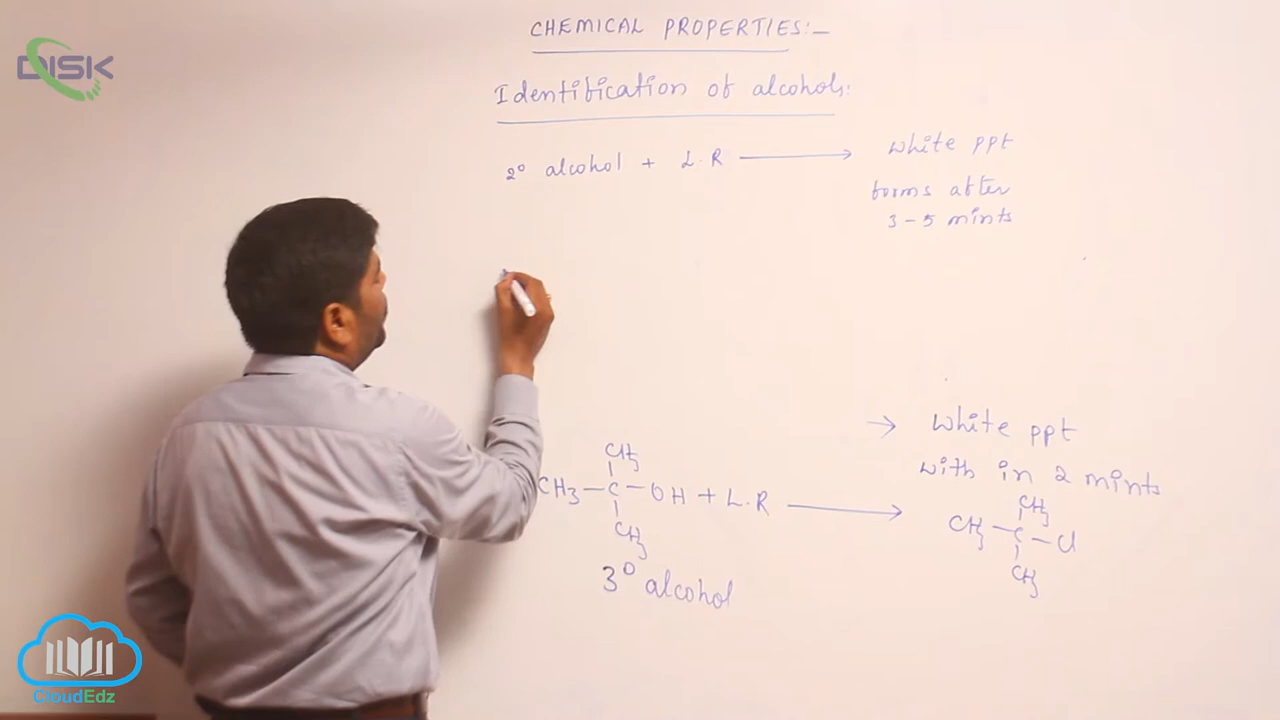 DISK
CHEMICAL PROPERTIES:-
Identification of alcohols:
2° alcohol + L.R ⟶ white ppt
forms after
3-5 mints
→ white ppt
with in 2 mints
CH3
CH3-C-OH + L.R ⟶
CH3
3° alcohol
CH3
CH3-C-Cl
CH3
CloudEdz